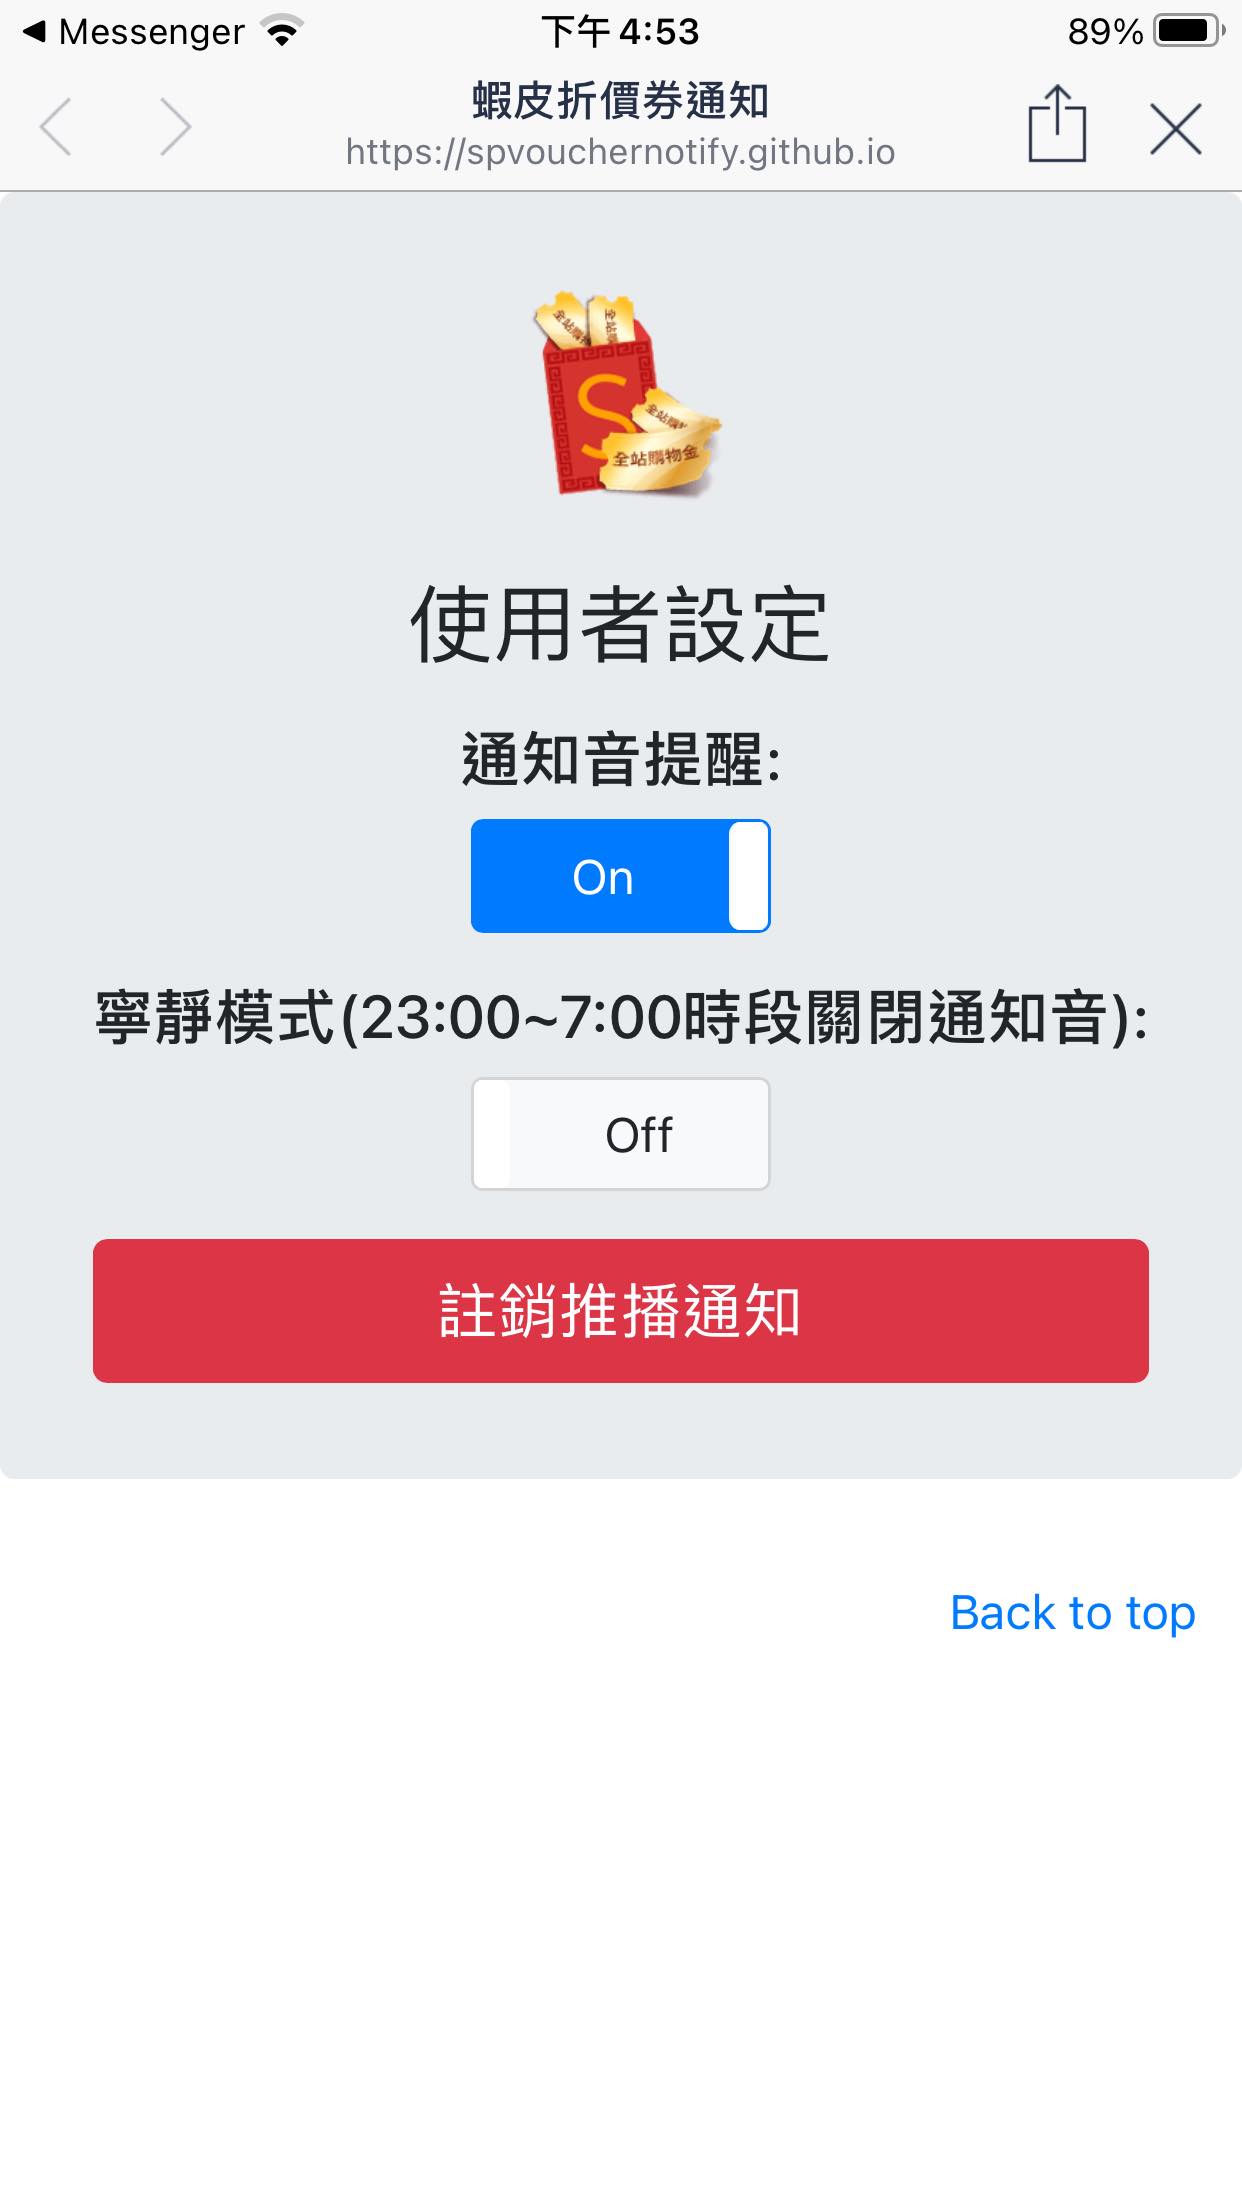 Messenger
下午4:53
89%
蝦皮折價券通知
https://spvouchernotify.github.io
全站購物金
使用者設定
通知音提醒:
On
寧靜模式(23:00~7:00時段關閉通知音):
Off
註銷推播通知
Back to top